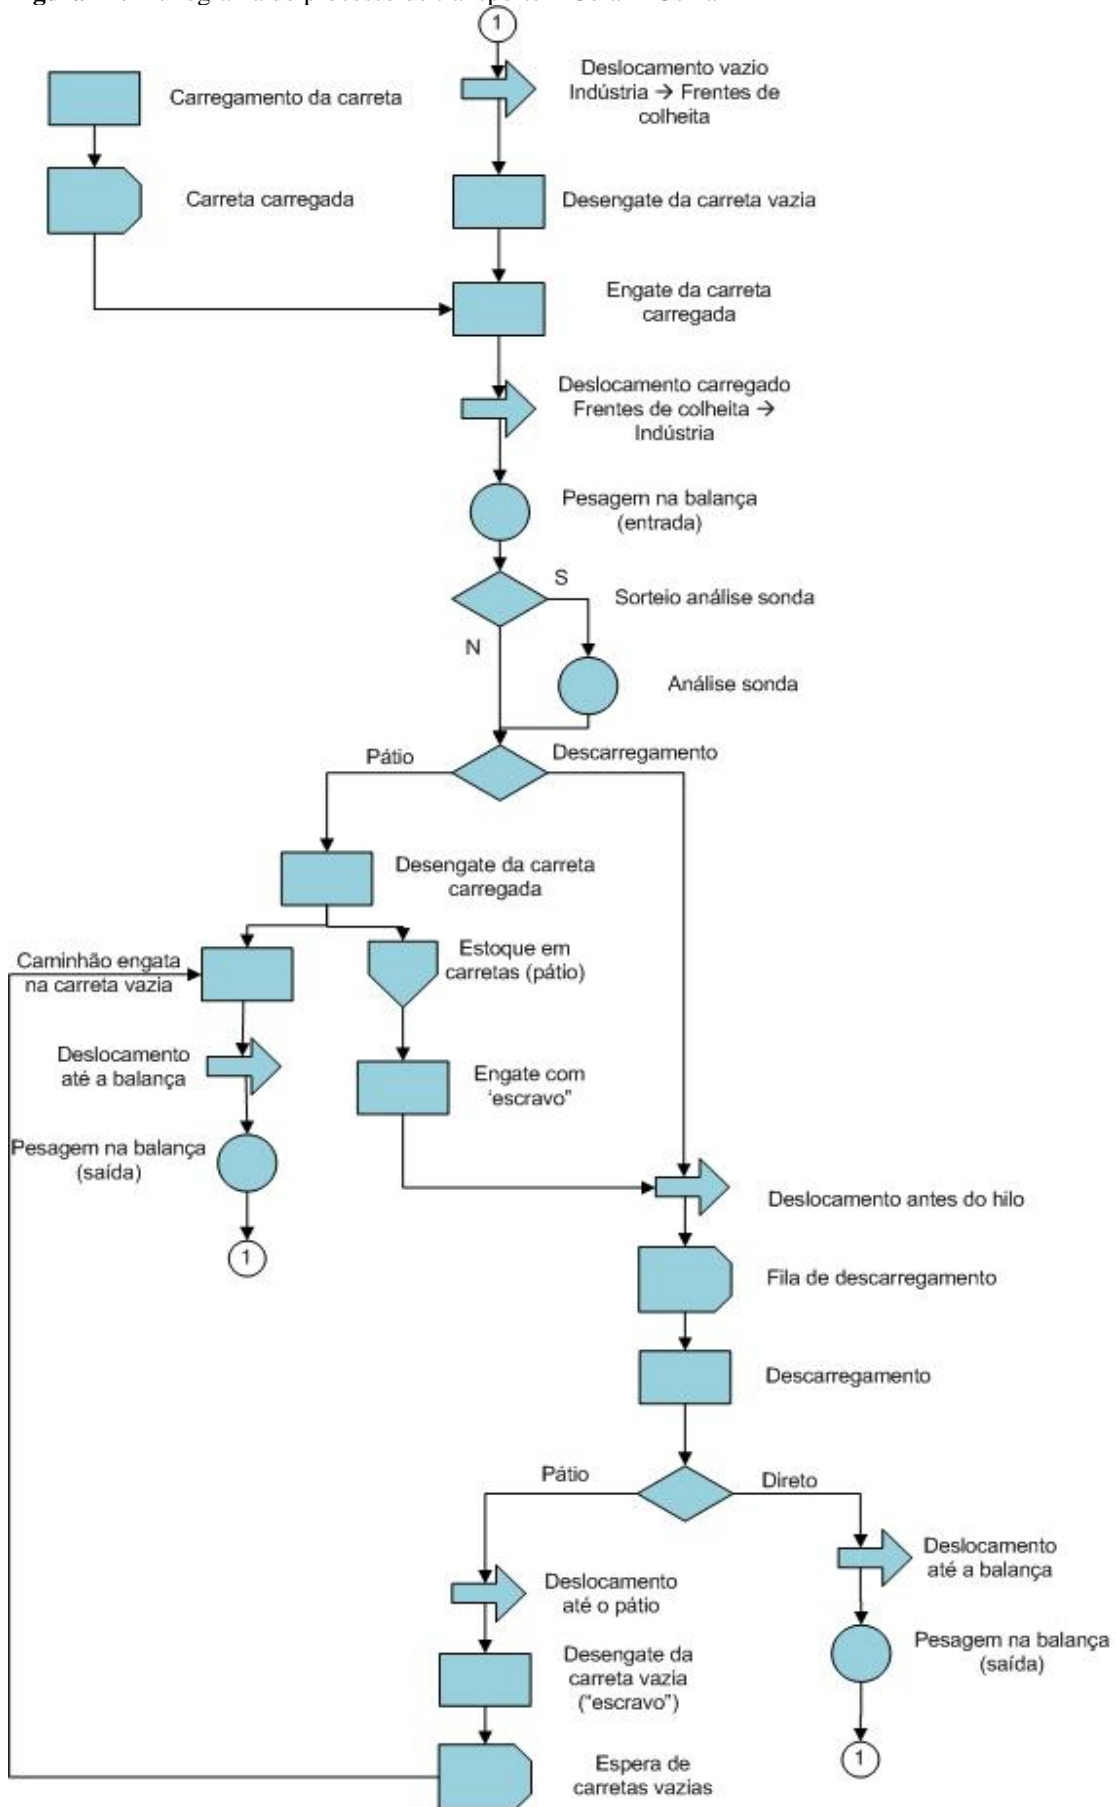 1
Deslocamento vazio
Indústria → Frentes de
colheita
Carregamento da carreta
Carreta carregada
Desengate da carreta vazia
Engate da carreta
carregada
Deslocamento carregado
Frentes de colheita →
Indústria
Pesagem na balança
(entrada)
S
Sorteio análise sonda
N
Análise sonda
Pátio
Descarregamento
Desengate da carreta
carregada
Caminhão engata
na carreta vazia
Estoque em
carretas (pátio)
Deslocamento
até a balança
Engate com
‘escravo”
Pesagem na balança
(saída)
1
Deslocamento antes do hilo
Fila de descarregamento
Descarregamento
Pátio
Direto
Deslocamento
até a balança
Deslocamento
até o pátio
Pesagem na balança
(saída)
Desengate da
carreta vazia
("escravo")
1
Espera de
carretas vazias